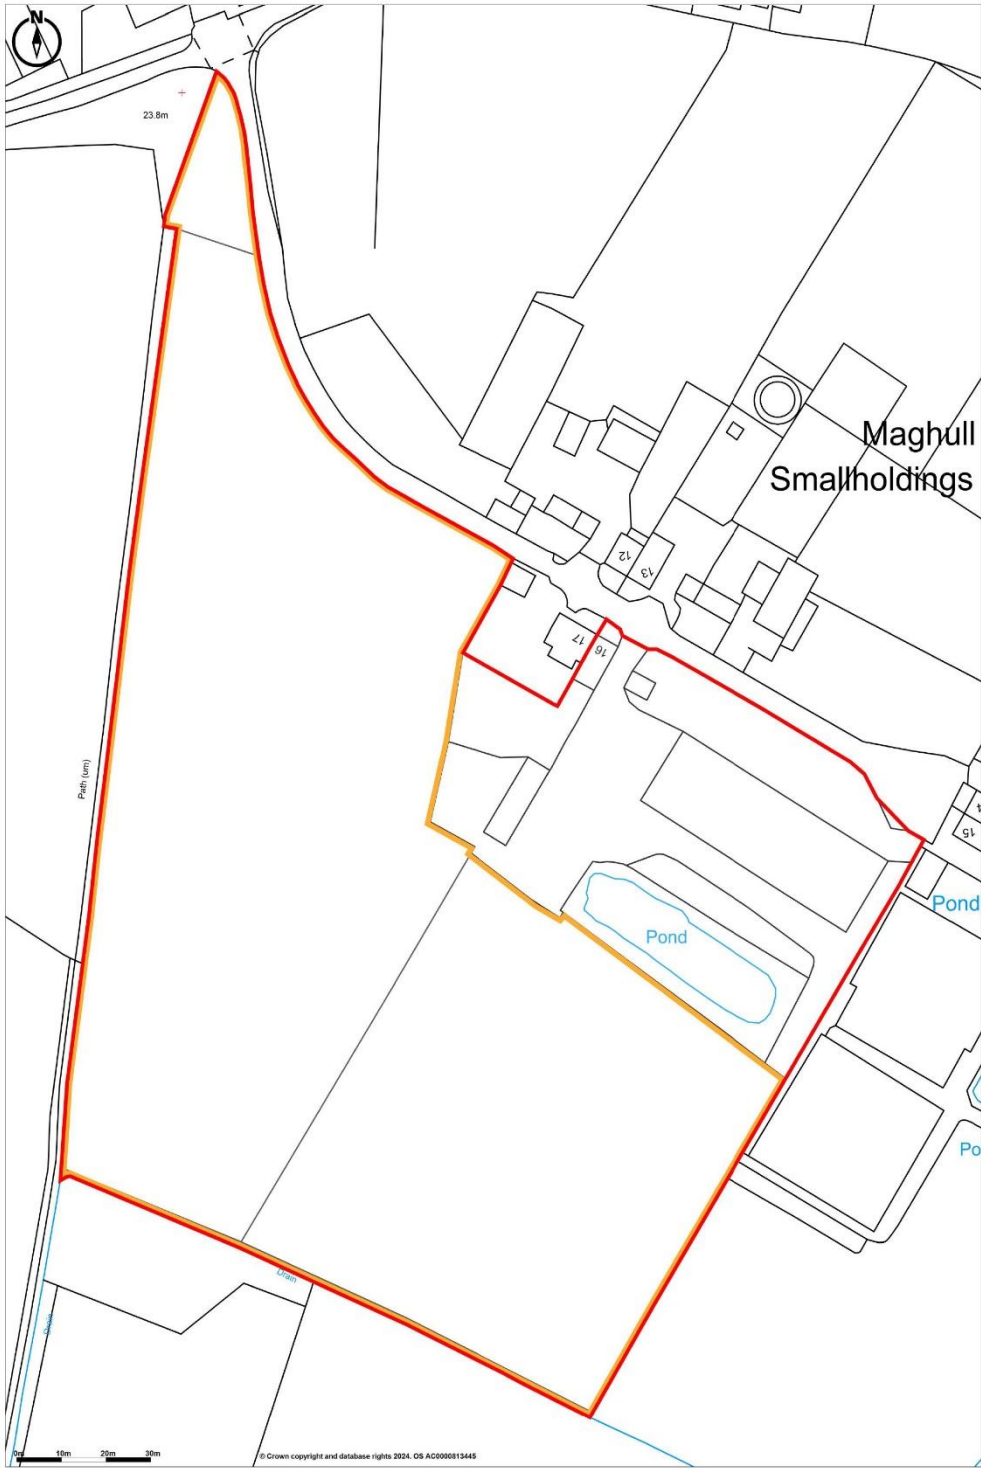 N
23.8m
Maghull
Smallholdings
12
13
17
16
Path (um)
15
Pond
Pond
Drain
Drain
0m 10m 20m 30m
© Crown copyright and database rights 2024. OS AC0000813445